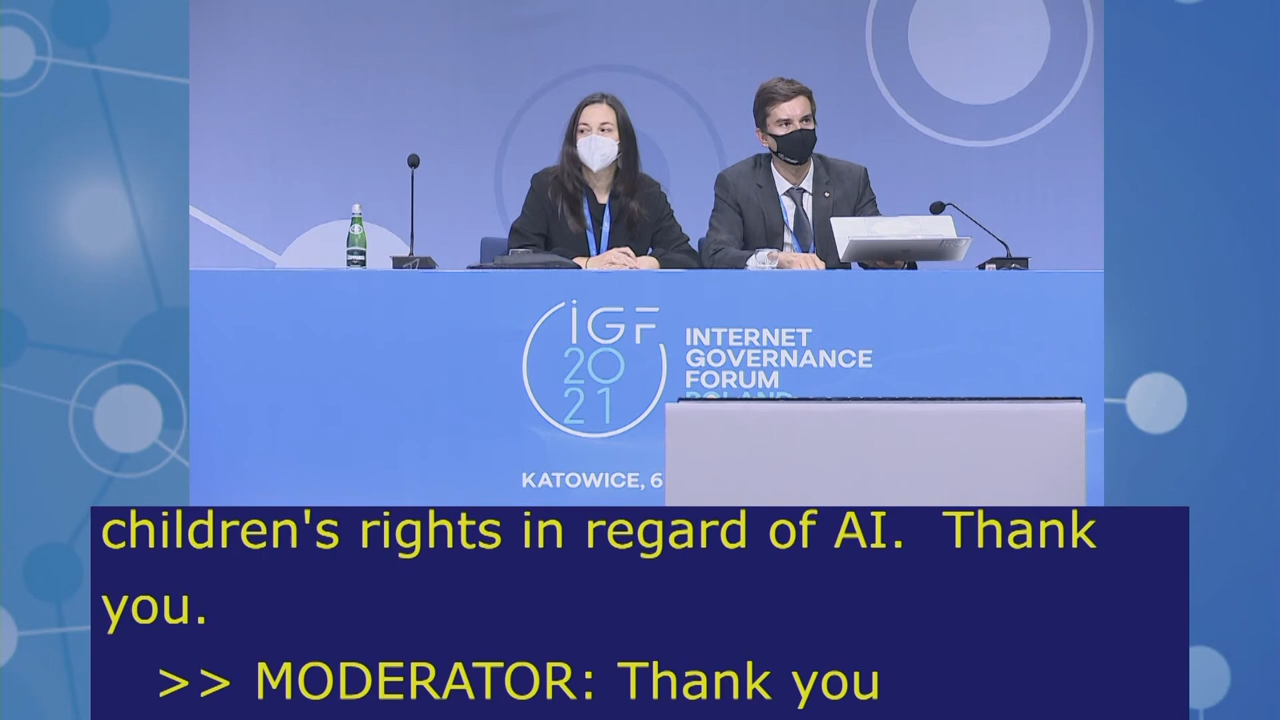 iGF
20
21
INTERNET
GOVERNANCE
FORUM
POLAND
KATOWICE, 6
children's rights in regard of AI. Thank
you.
>> MODERATOR: Thank you